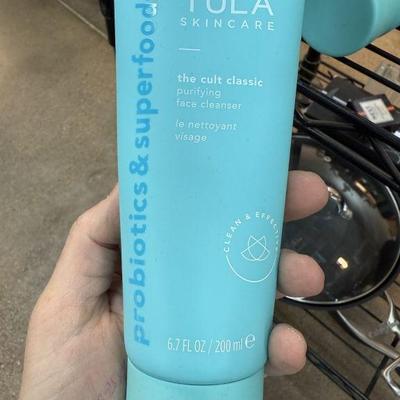 TULA
SKINCARE
the cult classic
purifying
face cleanser
le nettoyant
visage
probiotics & superfood
CLEAN & EFFECTIVE
6.7 FL OZ / 200 ml e